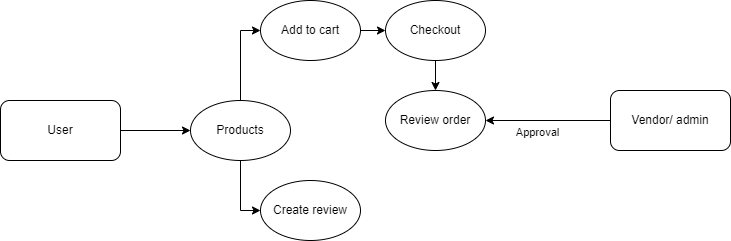 Add to cart
Checkout
User
Products
Review order
Vendor/ admin
Approval
Create review